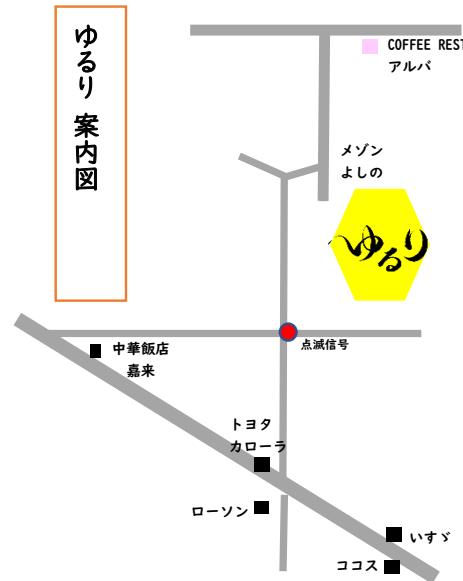 ゆるり 案内図
COFFEE REST
アルバ
メゾン
よしの
ゆるり
点滅信号
中華飯店
嘉来
トヨタ
カローラ
ローソン
いすゞ
ココス